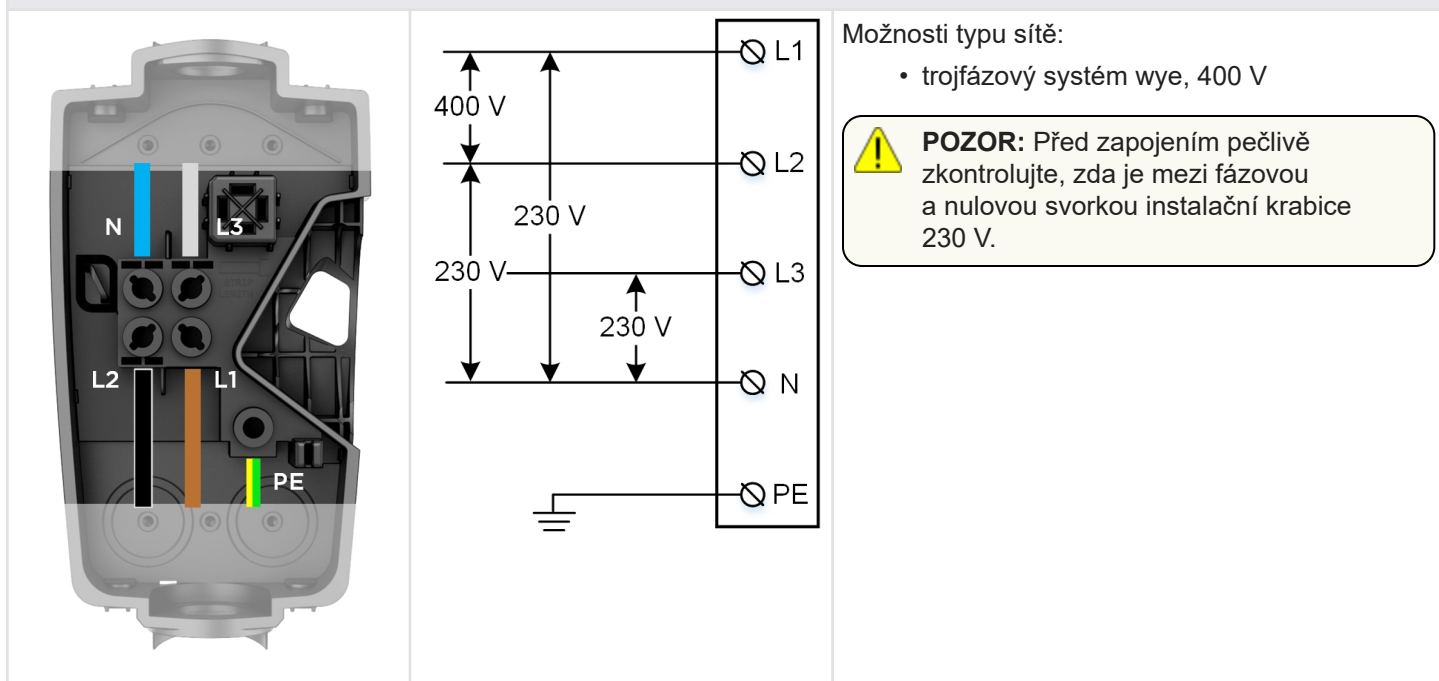 N
L3
L2
L1
PE
L1
400 V
L2
230 V
230 V
L3
230 V
N
PE
Možnosti typu sítě:
• trojfázový systém wye, 400 V
POZOR: Před zapojením pečlivě
zkontrolujte, zda je mezi fázovou
a nulovou svorkou instalační krabice
230 V.